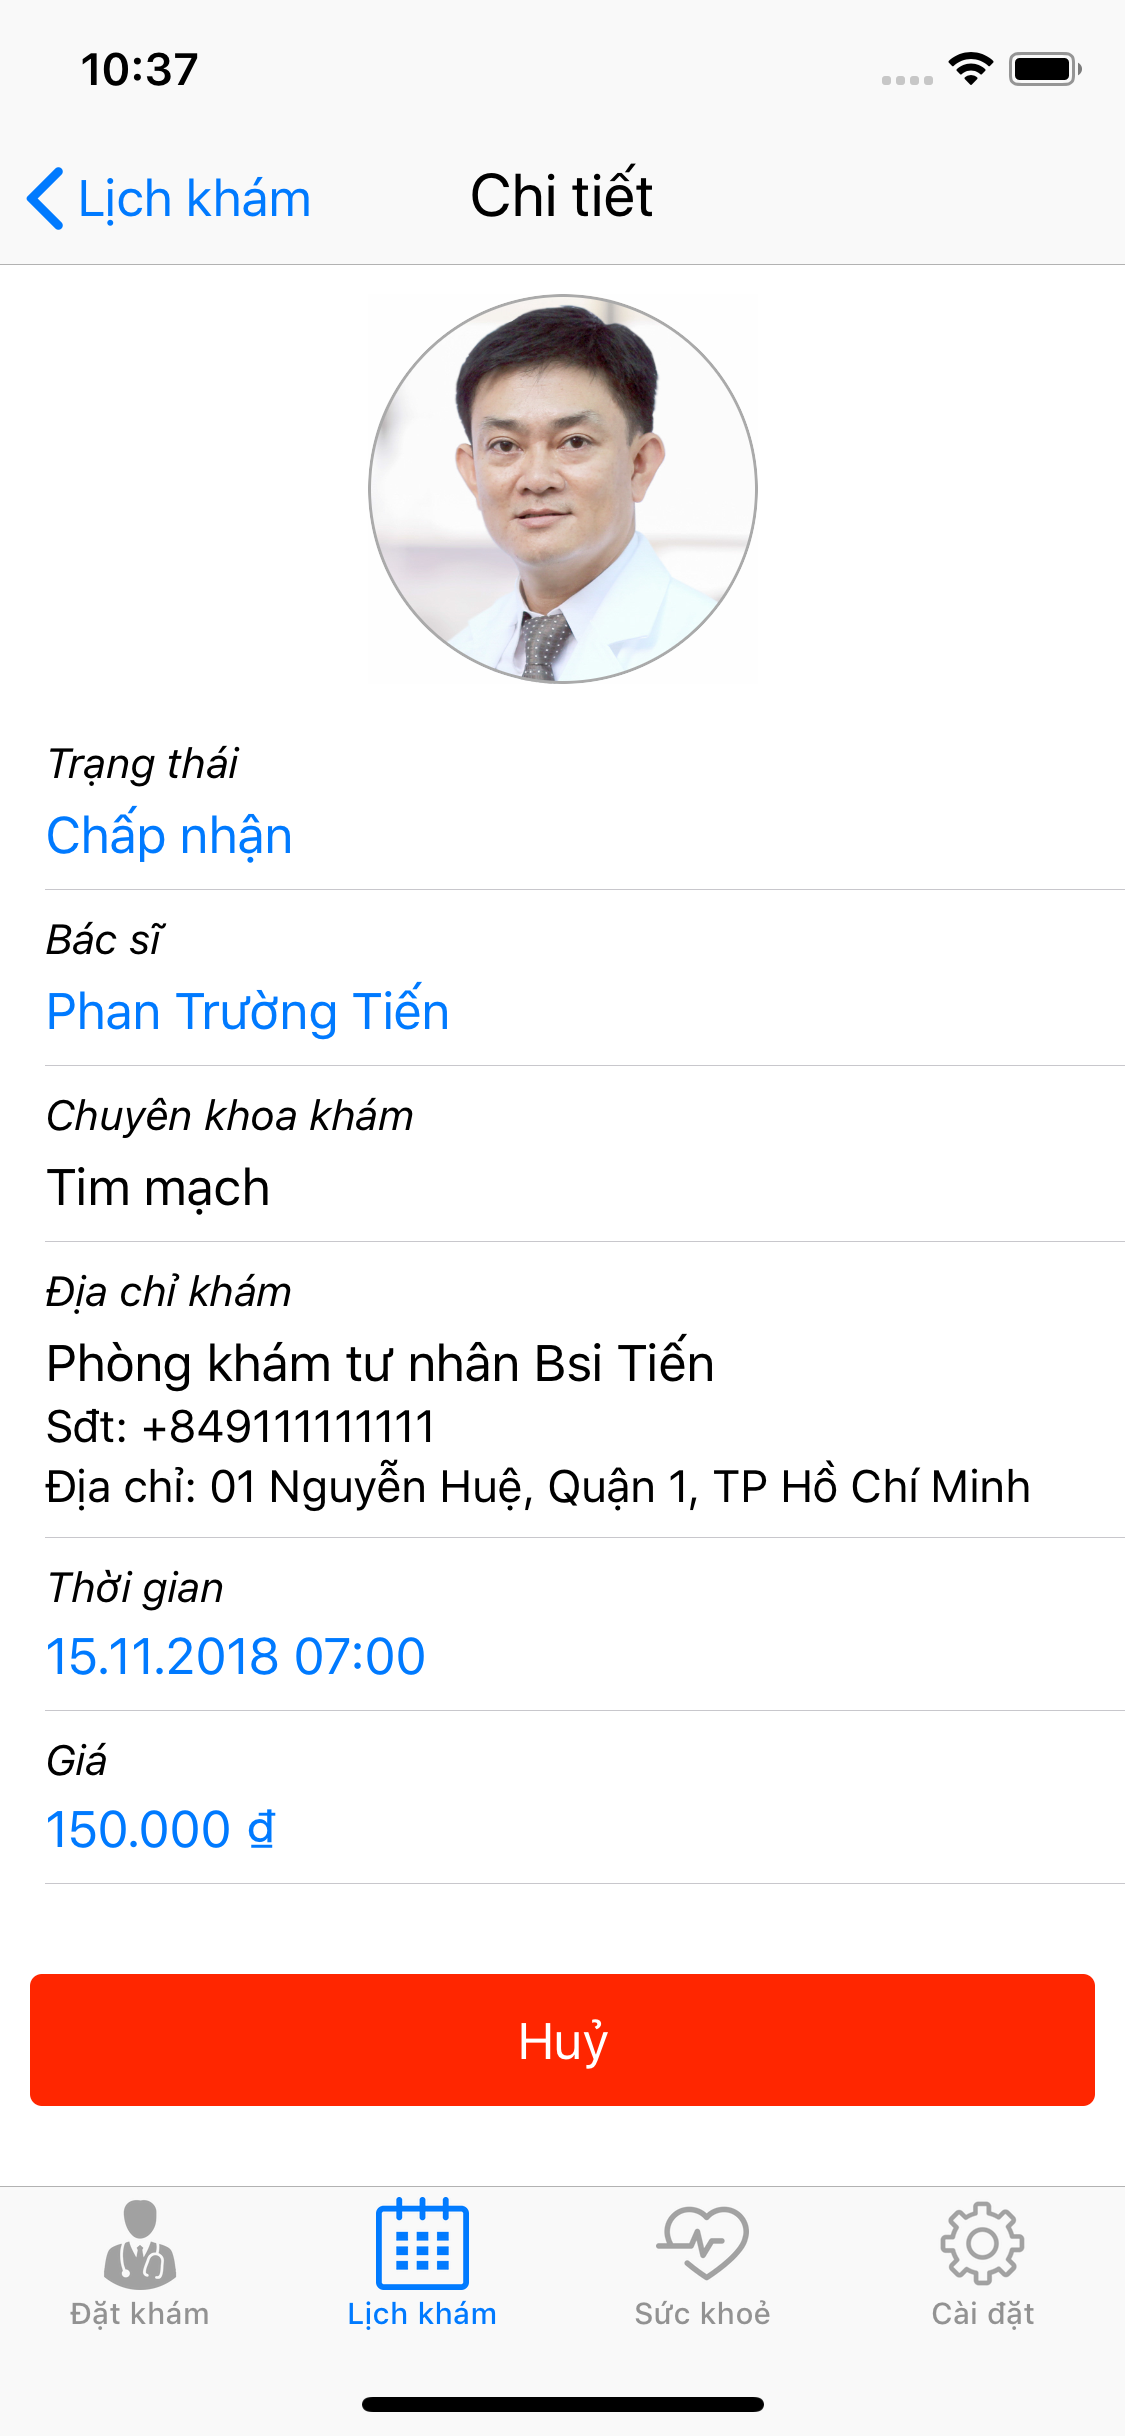 10:37
Lịch khám
Chi tiết
Trạng thái
Chấp nhận
Bác sĩ
Phan Trường Tiến
Chuyên khoa khám
Tim mạch
Địa chỉ khám
Phòng khám tư nhân Bsi Tiến
Sđt: +849111111111
Địa chỉ: 01 Nguyễn Huệ, Quận 1, TP Hồ Chí Minh
Thời gian
15.11.2018 07:00
Giá
150.000 ₫
Huỷ
Đặt khám
Lịch khám
Sức khoẻ
Cài đặt